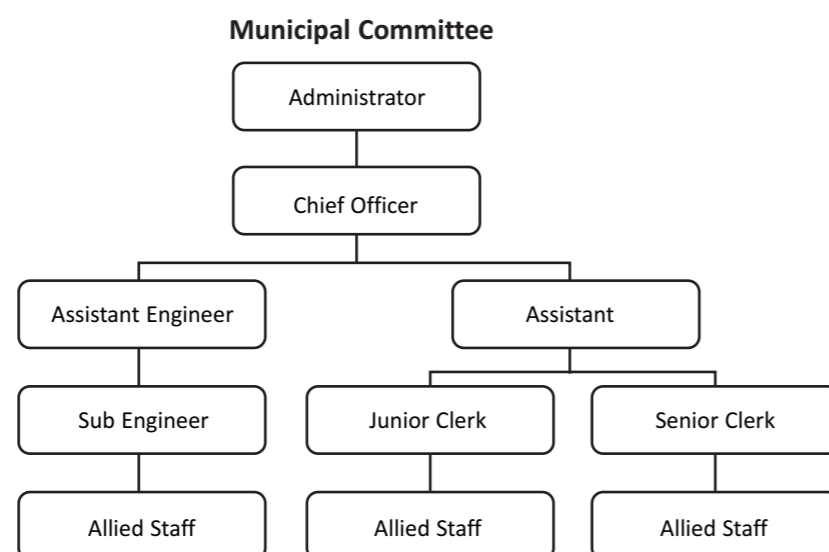 Municipal Committee
Administrator
Chief Officer
Assistant Engineer
Assistant
Sub Engineer
Junior Clerk
Senior Clerk
Allied Staff
Allied Staff
Allied Staff